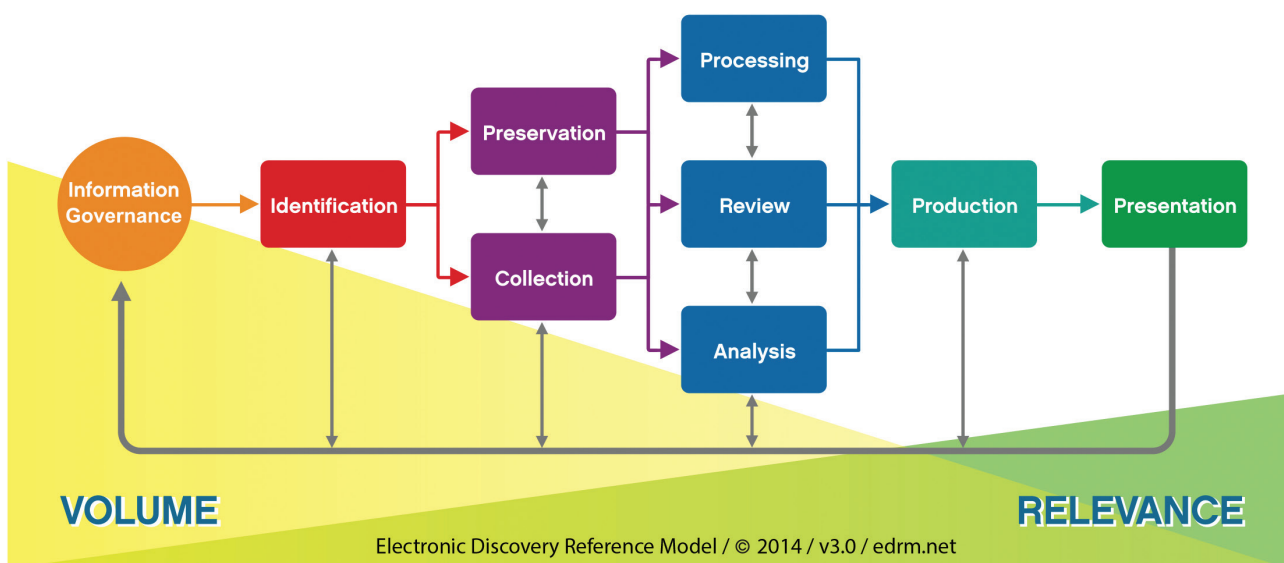 Processing
Preservation
Information
Governance
Identification
Review
Production
Presentation
Collection
Analysis
VOLUME
RELEVANCE
Electronic Discovery Reference Model / © 2014 / v3.0 / edrm.net